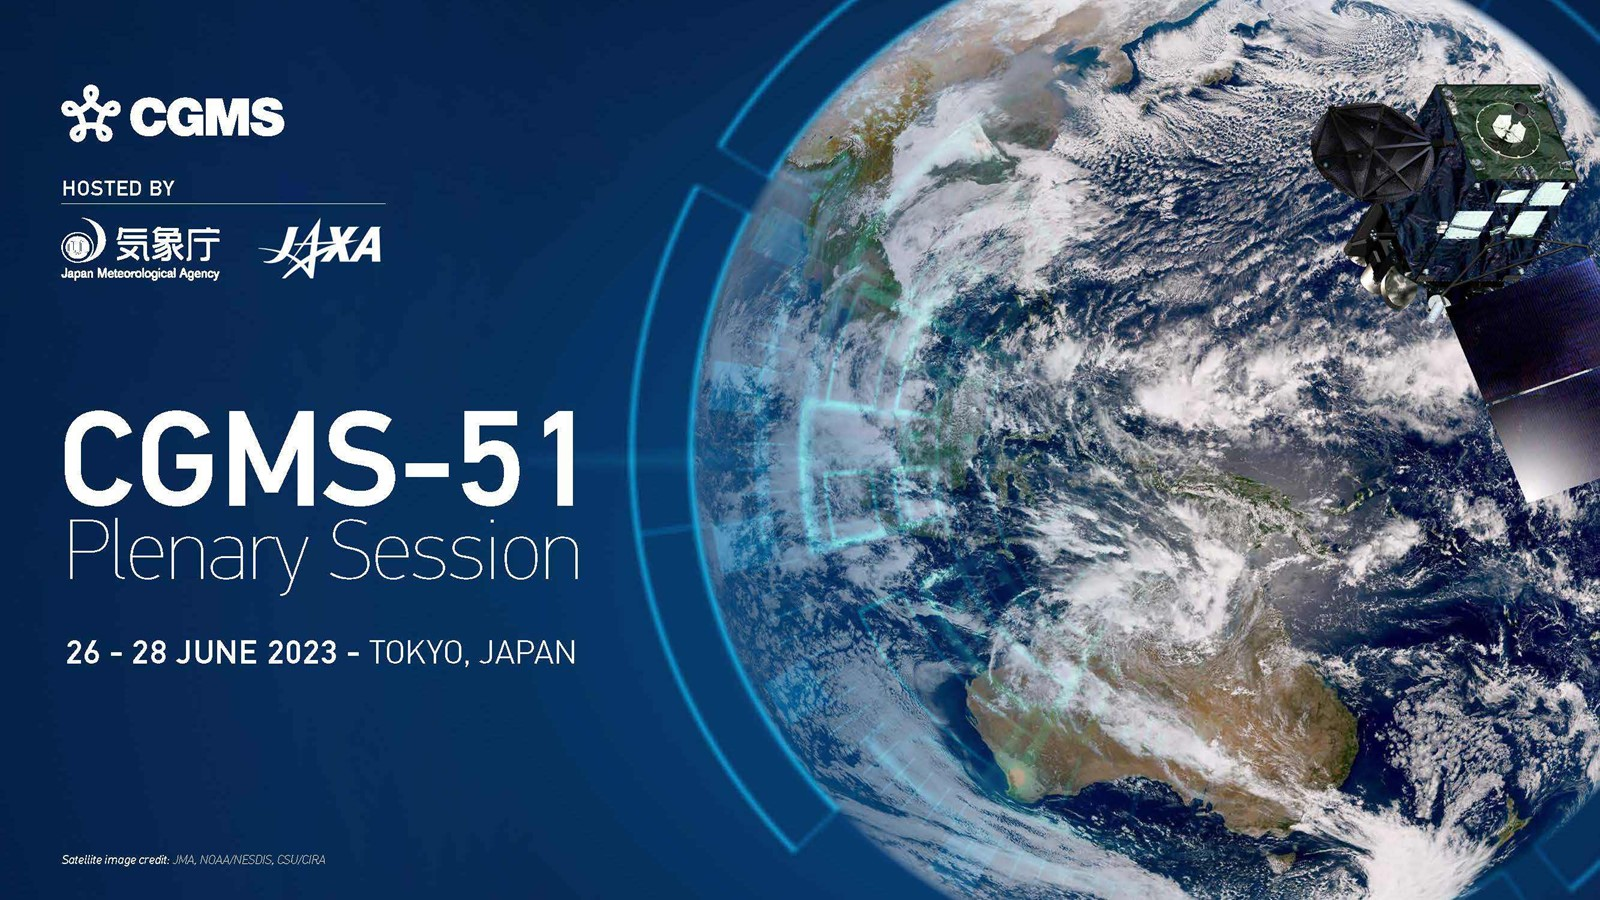 CGMS
HOSTED BY
気象庁
Japan Meteorological Agency
JAXA
CGMS-51
Plenary Session
26 - 28 JUNE 2023 - TOKYO, JAPAN
Satellite image credit: JMA, NOAA/NESDIS, CSU/CIRA